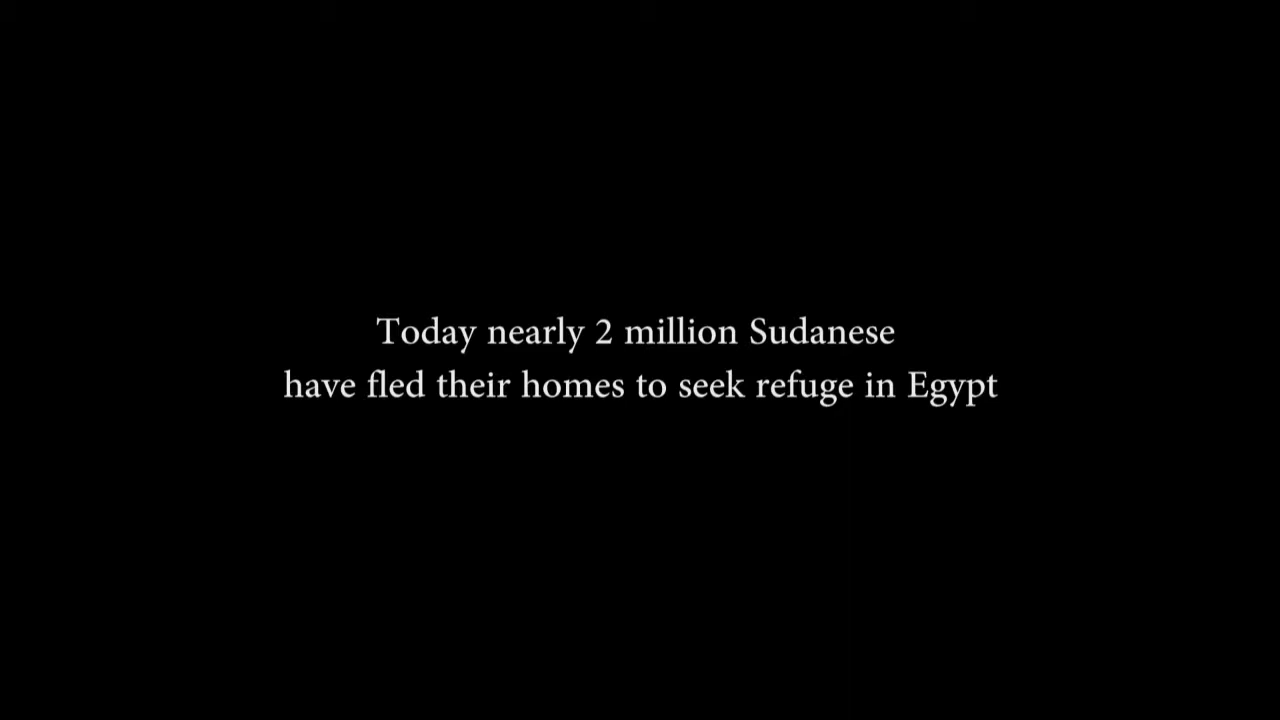 Today nearly 2 million Sudanese
have fled their homes to seek refuge in Egypt